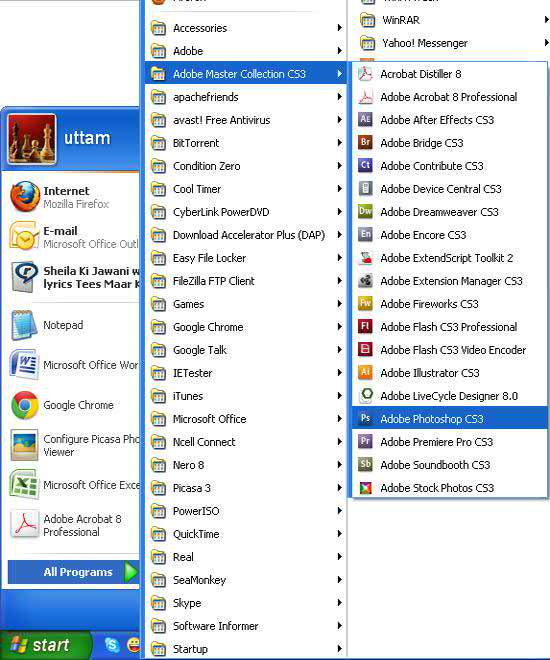 uttam
Internet
Mozilla Firefox
E-mail
Microsoft Office Outl
Sheila Ki Jawani w
lyrics Tees Maar K
Notepad
Microsoft Office Wor
Google Chrome
Configure Picasa Pho
Viewer
Microsoft Office Exce
Adobe Acrobat 8
Professional
All Programs
start
Accessories
Adobe
Adobe Master Collection CS3
apachefriends
avast! Free Antivirus
BitTorrent
Condition Zero
Cool Timer
CyberLink PowerDVD
Download Accelerator Plus (DAP)
Easy File Locker
FileZilla FTP Client
Games
Google Chrome
Google Talk
IETester
iTunes
Microsoft Office
Ncell Connect
Nero 8
Picasa 3
PowerISO
QuickTime
Real
SeaMonkey
Skype
Software Informer
Startup
WinRAR
Yahoo! Messenger
Acrobat Distiller 8
Adobe Acrobat 8 Professional
Adobe After Effects CS3
Adobe Bridge CS3
Adobe Contribute CS3
Adobe Device Central CS3
Adobe Dreamweaver CS3
Adobe Encore CS3
Adobe ExtendScript Toolkit 2
Adobe Extension Manager CS3
Adobe Fireworks CS3
Adobe Flash CS3 Professional
Adobe Flash CS3 Video Encoder
Adobe Illustrator CS3
Adobe LiveCycle Designer 8.0
Adobe Photoshop CS3
Adobe Premiere Pro CS3
Adobe Soundbooth CS3
Adobe Stock Photos CS3